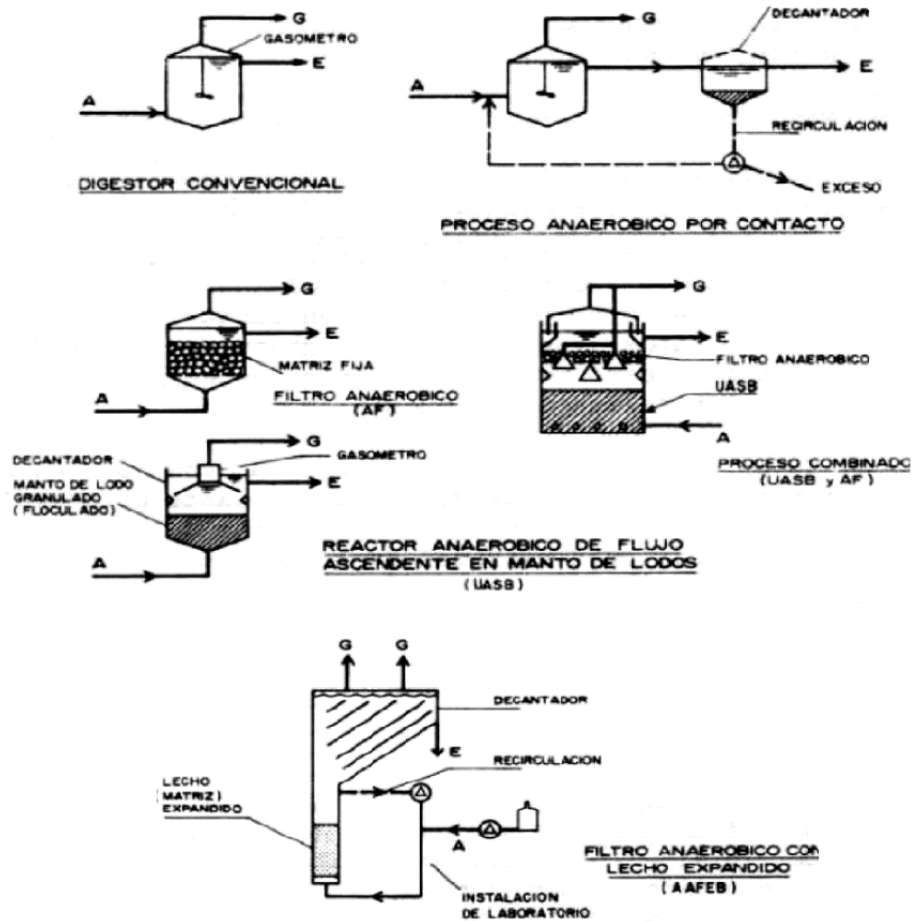 G
GASOMETRO
E
A
DIGESTOR CONVENCIONAL
G
DECANTADOR
A
E
RECIRCULACION
EXCESO
PROCESO ANAEROBICO POR CONTACTO
G
E
MATRIZ FIJA
A
FILTRO ANAEROBICO
(AF)
G
E
FILTRO ANAEROBICO
UASB
A
PROCESO COMBINADO
(UASB y AF)
G
DECANTADOR
GASOMETRO
MANTO DE LODO
GRANULADO
(FLOCULADO)
E
A
REACTOR ANAEROBICO DE FLUJO
ASCENDENTE EN MANTO DE LODOS
(UASB)
G
G
DECANTADOR
E
RECIRCULACION
LECHO
(MATRIZ)
EXPANDIDO
A
INSTALACION
DE LABORATORIO
FILTRO ANAEROBICO CON
LECHO EXPANDIDO
(AAFEB)